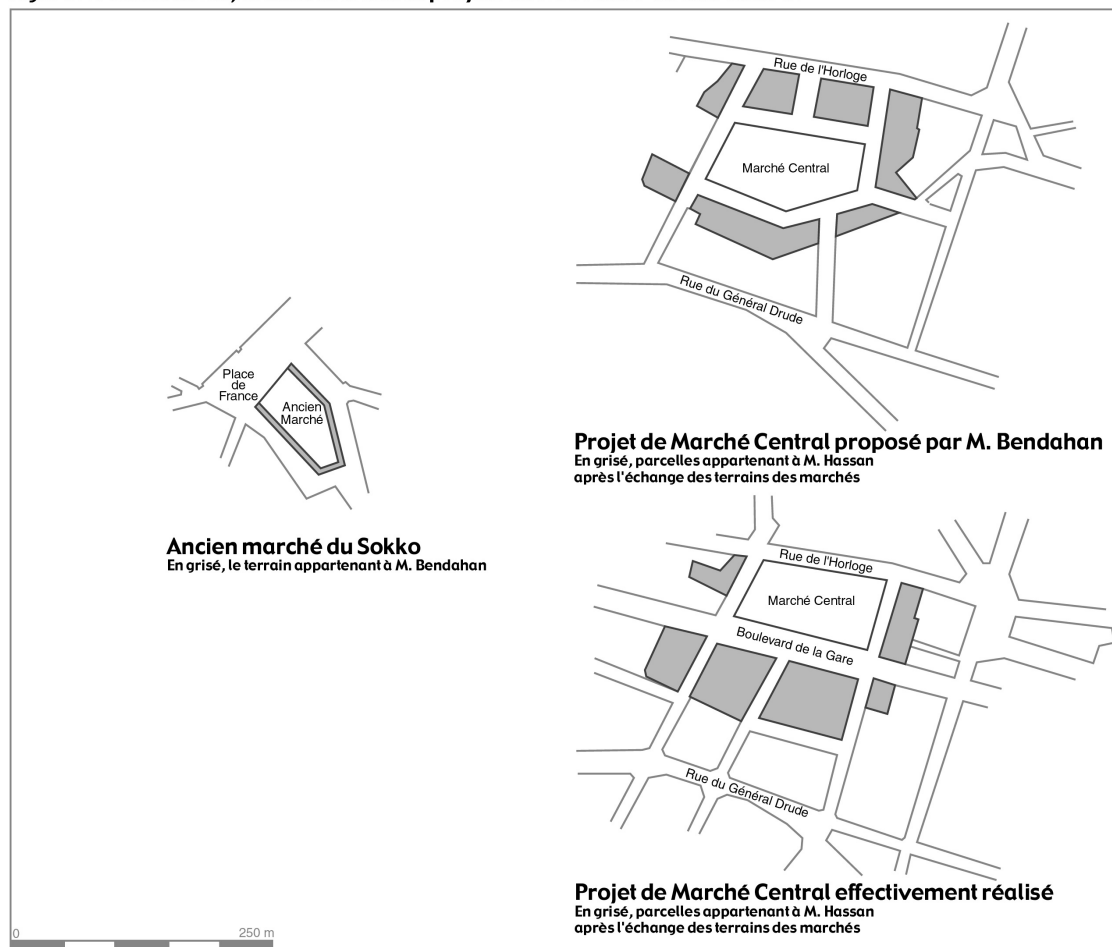 Place
de
France
Ancien
Marché
Ancien marché du Sokko
En grisé, le terrain appartenant à M. Bendahan
Rue de l'Horloge
Marché Central
Rue du Général Drude
Projet de Marché Central proposé par M. Bendahan
En grisé, parcelles appartenant à M. Hassan
après l'échange des terrains des marchés
Rue de l'Horloge
Marché Central
Boulevard de la Gare
Rue du Général Drude
Projet de Marché Central effectivement réalisé
En grisé, parcelles appartenant à M. Hassan
après l'échange des terrains des marchés
0
250 m